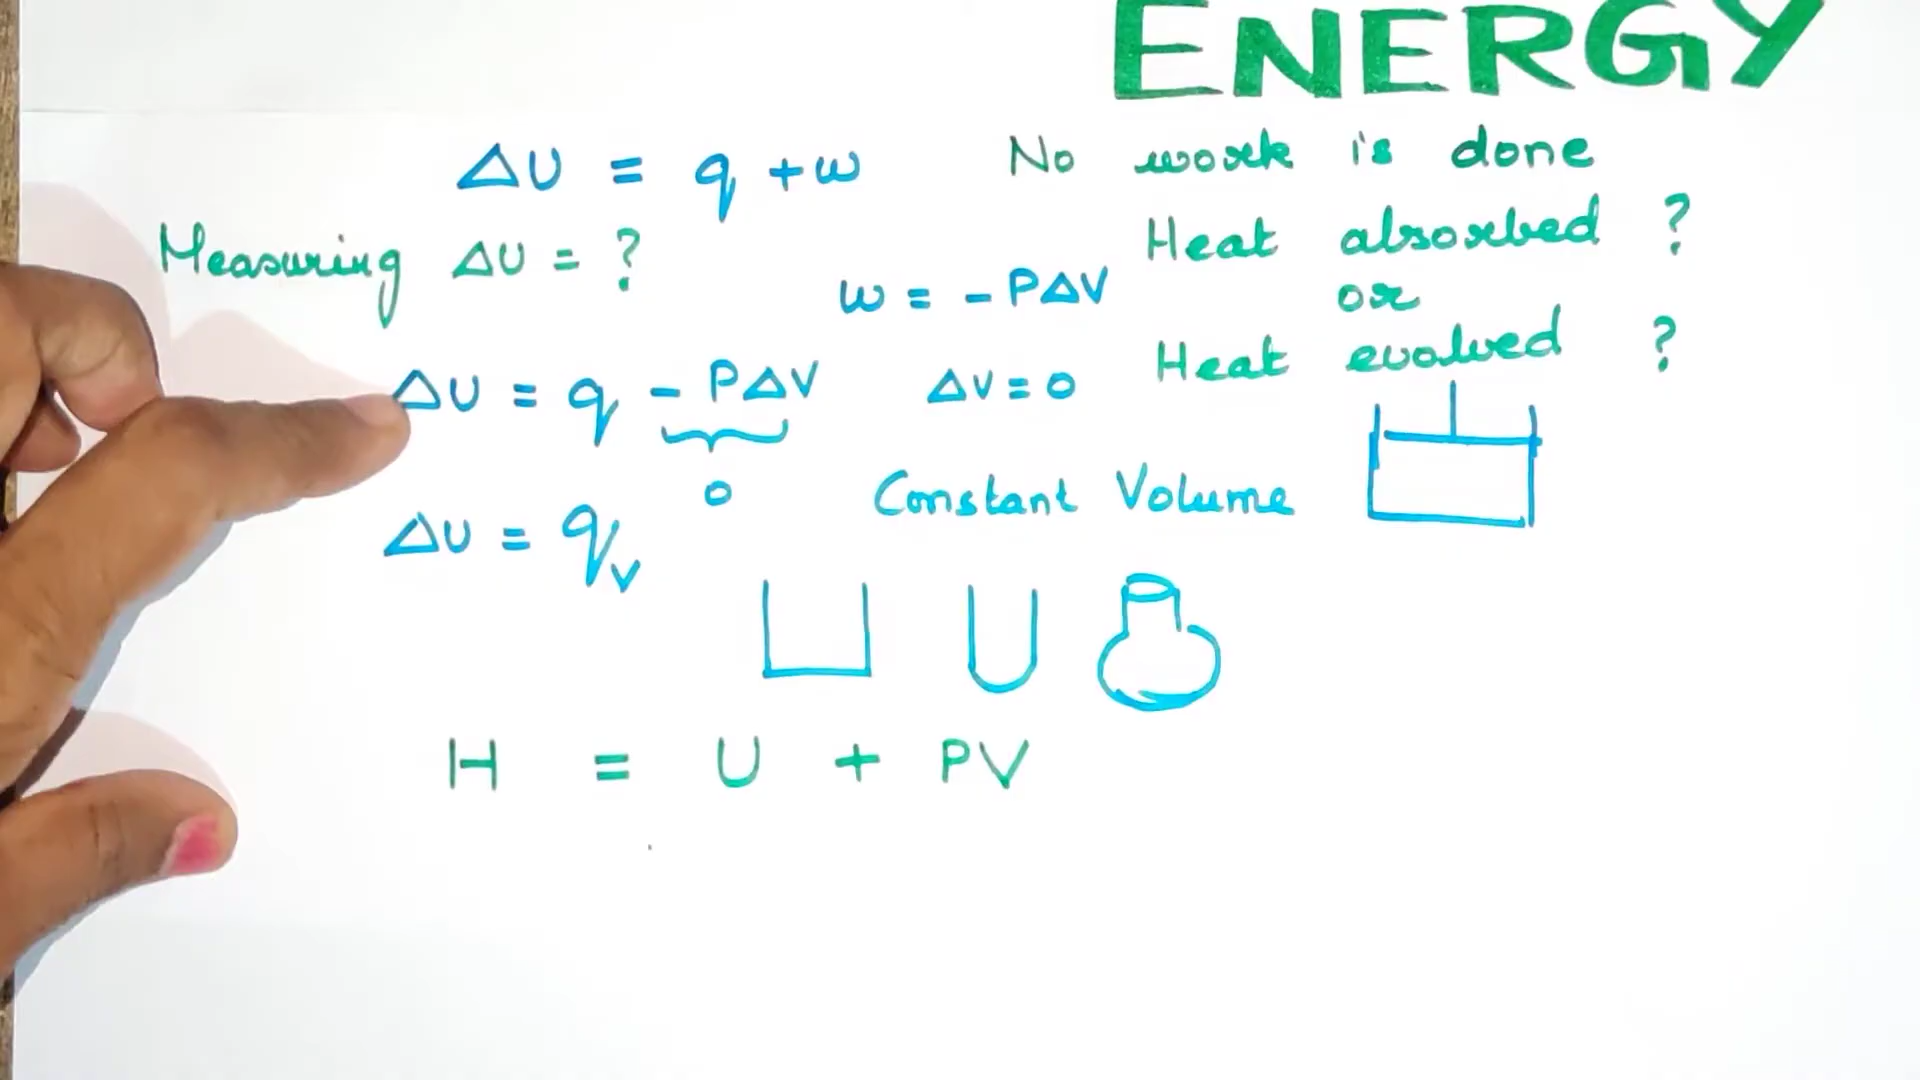 ENERGY
ΔU = q + w
No work is done
Measuring ΔU = ?
Heat absorbed ?
w = - PΔV
or
Heat evolved ?
ΔU = q - PΔV
ΔV = 0
0
Constant Volume
ΔU = qv
H = U + PV